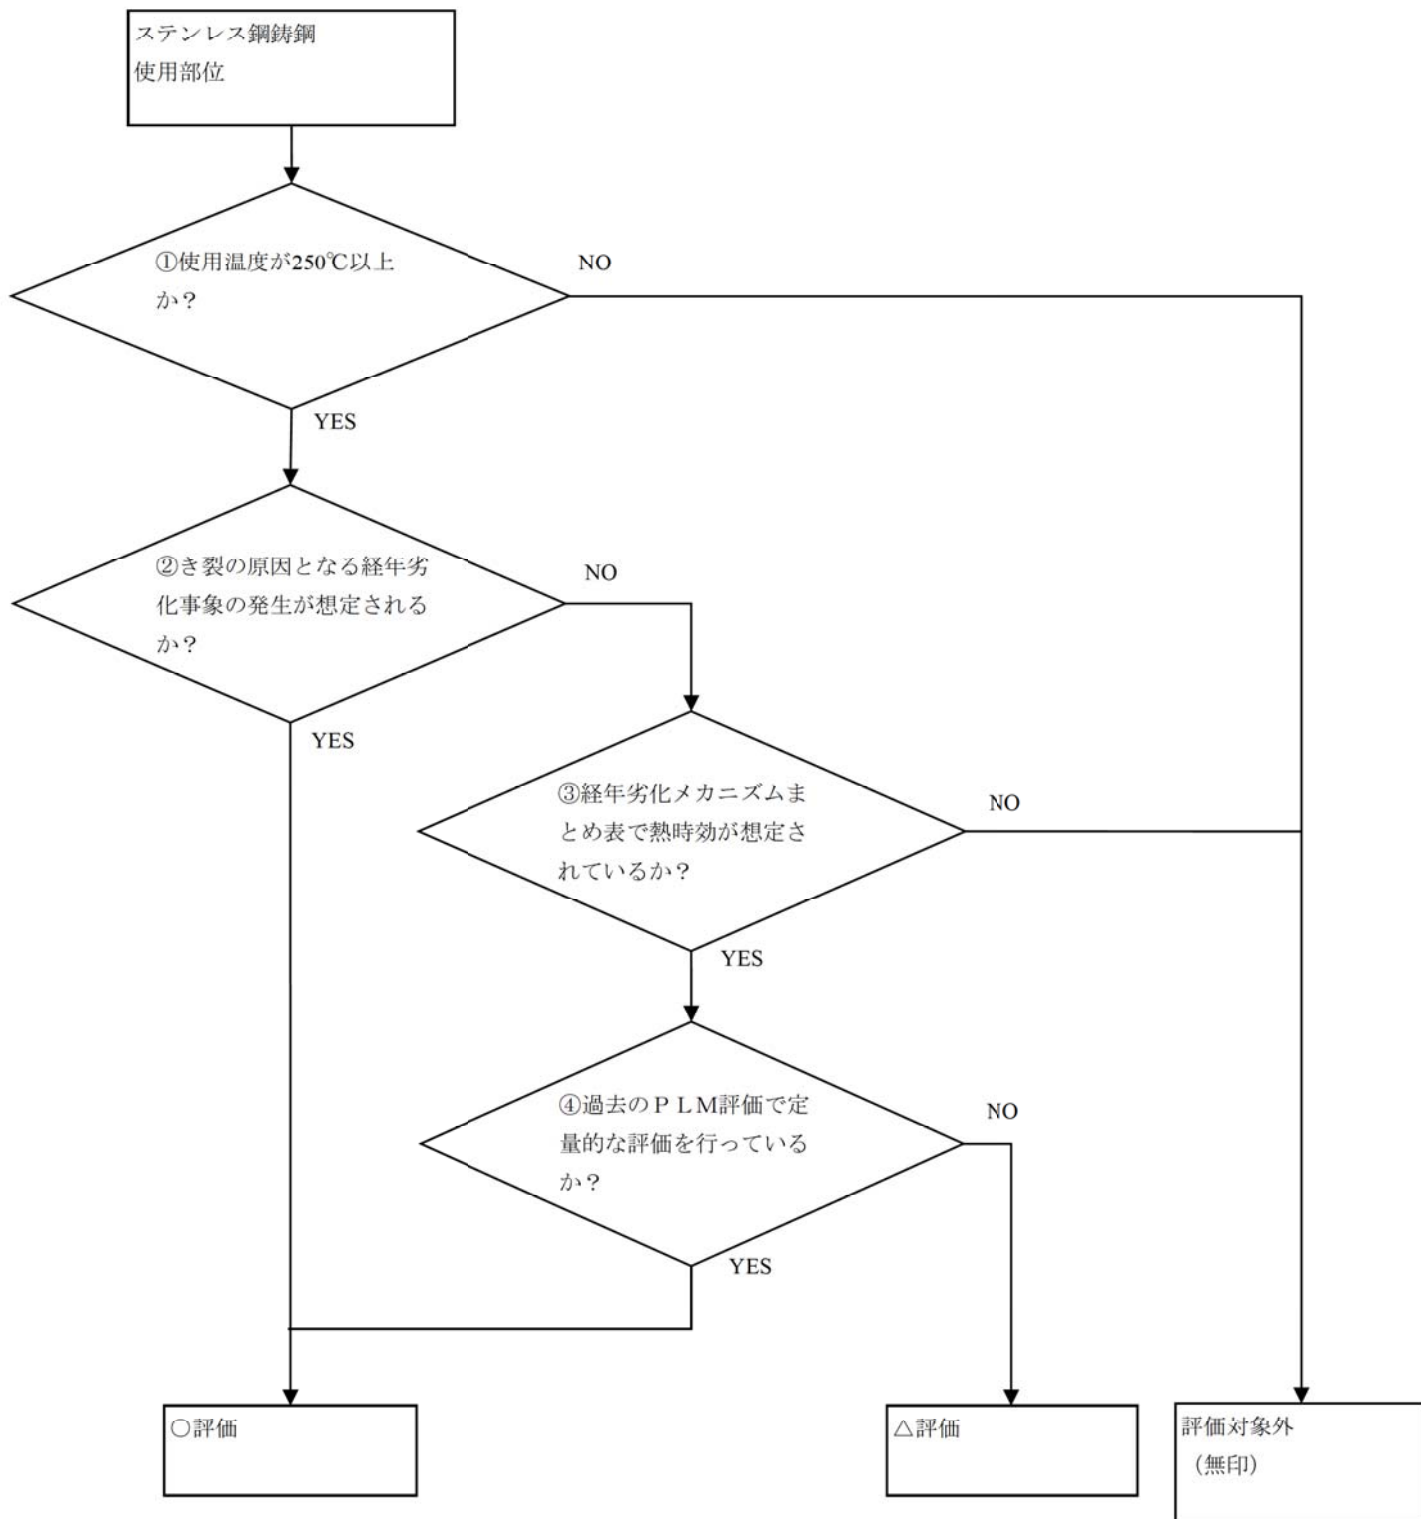 ステンレス鋼鋳鋼
使用部位
①使用温度が250℃以上
か？
NO
YES
②き裂の原因となる経年劣
化事象の発生が想定される
か？
NO
YES
③経年劣化メカニズムま
とめ表で熱時効が想定さ
れているか？
NO
YES
④過去のＰＬＭ評価で定
量的な評価を行っている
か？
NO
YES
〇評価
△評価
評価対象外
（無印）